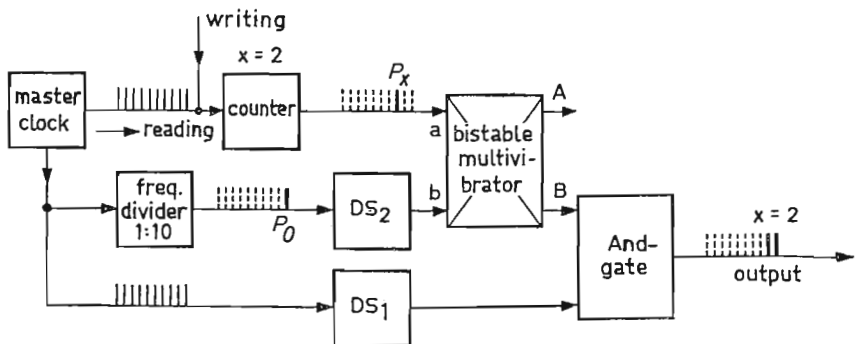 writing
x = 2
master
clock
reading
counter
Px
a
A
bistable
multivi-
brator
b
B
freq.
divider
1:10
P0
DS2
And-
gate
x = 2
output
DS1